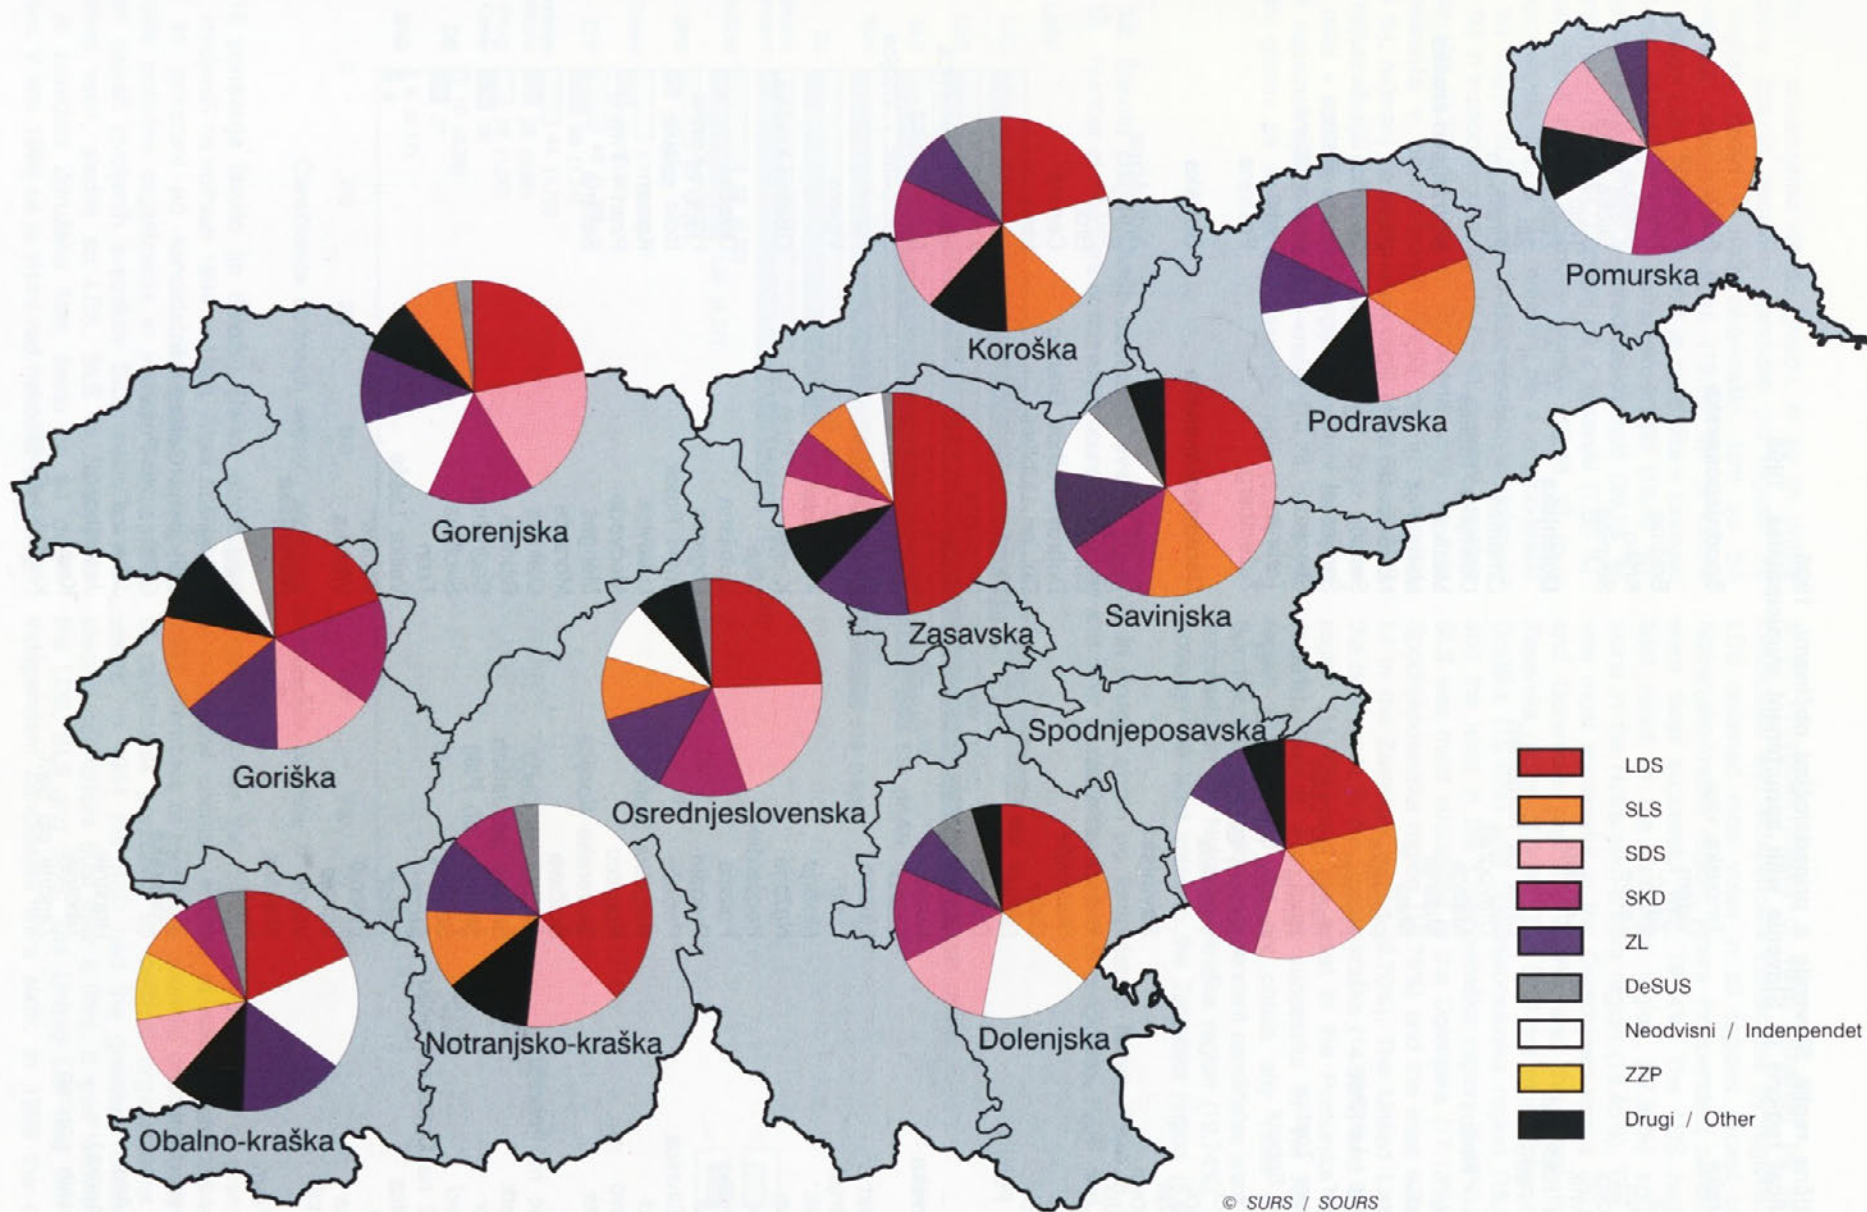 Pomurska
Koroška
Podravska
Gorenjska
Savinjska
Zasavska
Spodnjeposavska
Goriška
Osrednjeslovenska
Notranjsko-kraška
Dolenjska
Obalno-kraška
LDS
SLS
SDS
SKD
ZL
DeSUS
Neodvisni / Indenpendet
ZZP
Drugi / Other
© SURS / SOURS